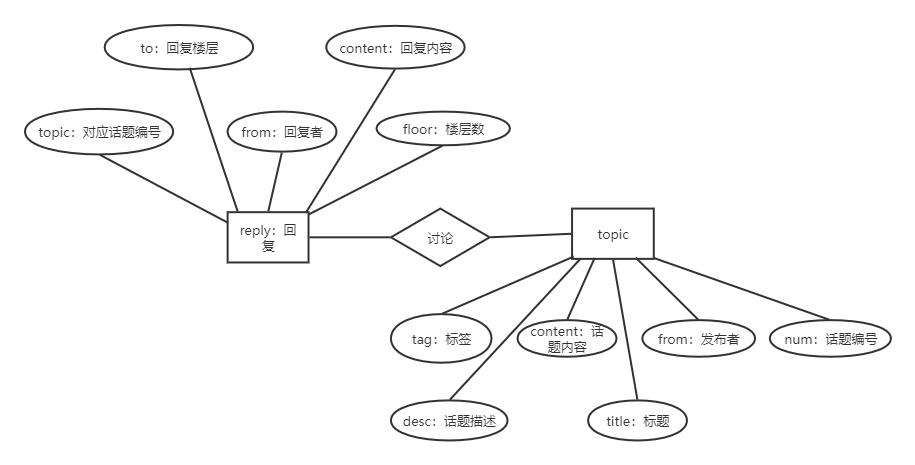 to：回复楼层
content：回复内容
topic：对应话题编号
from：回复者
floor：楼层数
reply：回
复
讨论
topic
tag：标签
content：话
题内容
from：发布者
num：话题编号
desc：话题描述
title：标题